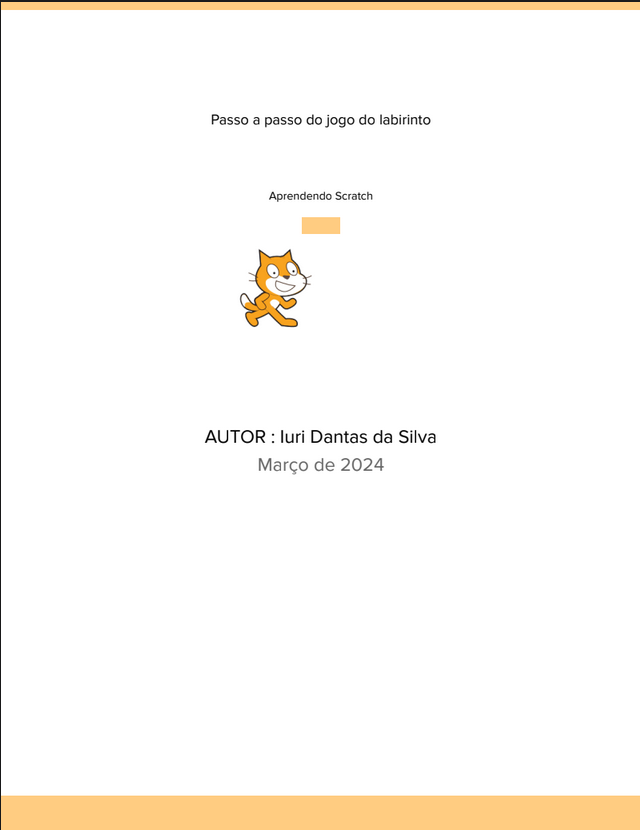 Passo a passo do jogo do labirinto
Aprendendo Scratch
AUTOR : Iuri Dantas da Silva
Março de 2024